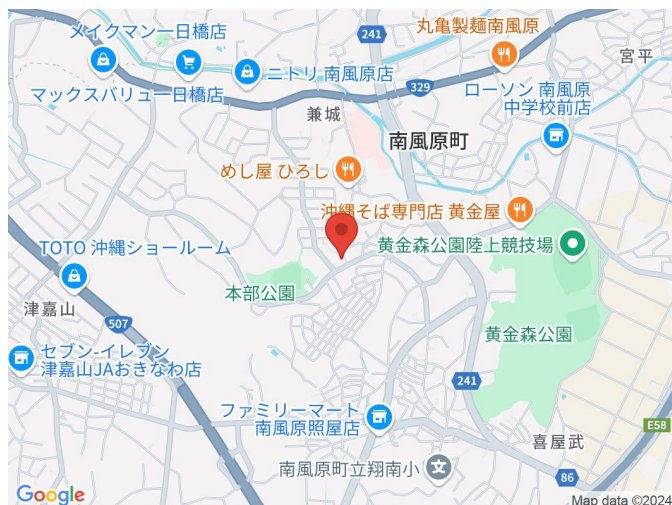 メイクマン一日橋店
241
丸亀製麺南風原
宮平
ニトリ 南風原店
マックスバリュ一日橋店
329
ローソン 南風原
中学校前店
兼城
南風原町
めし屋 ひろし
沖縄そば専門店 黄金屋
TOTO 沖縄ショールーム
黄金森公園陸上競技場
本部公園
津嘉山
507
黄金森公園
セブン-イレブン
津嘉山JAおきなわ店
241
ファミリーマート
南風原照屋店
E58
喜屋武
南風原町立翔南小
文
86
Google
Map data ©2024